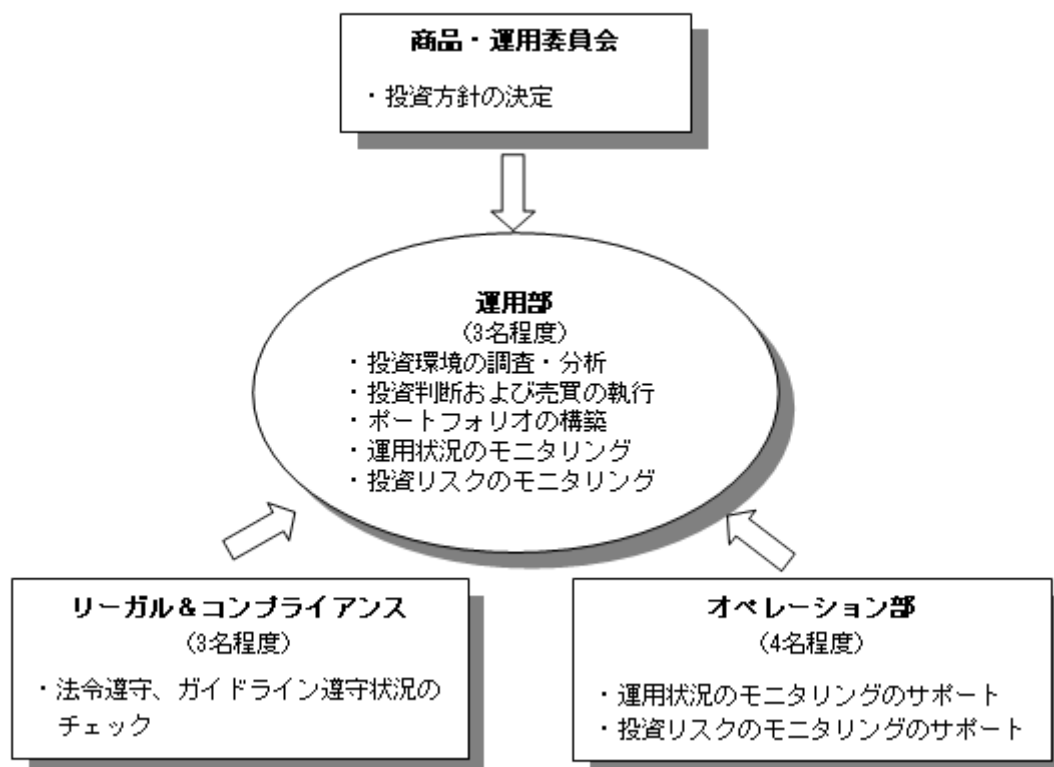 商品・運用委員会
・投資方針の決定
運用部
(3名程度)
・投資環境の調査・分析
・投資判断および売買の執行
・ポートフォリオの構築
・運用状況のモニタリング
・投資リスクのモニタリング
リーガル＆コンプライアンス
(3名程度)
・法令遵守、ガイドライン遵守状況の
チェック
オペレーション部
(4名程度)
・運用状況のモニタリングのサポート
・投資リスクのモニタリングのサポート